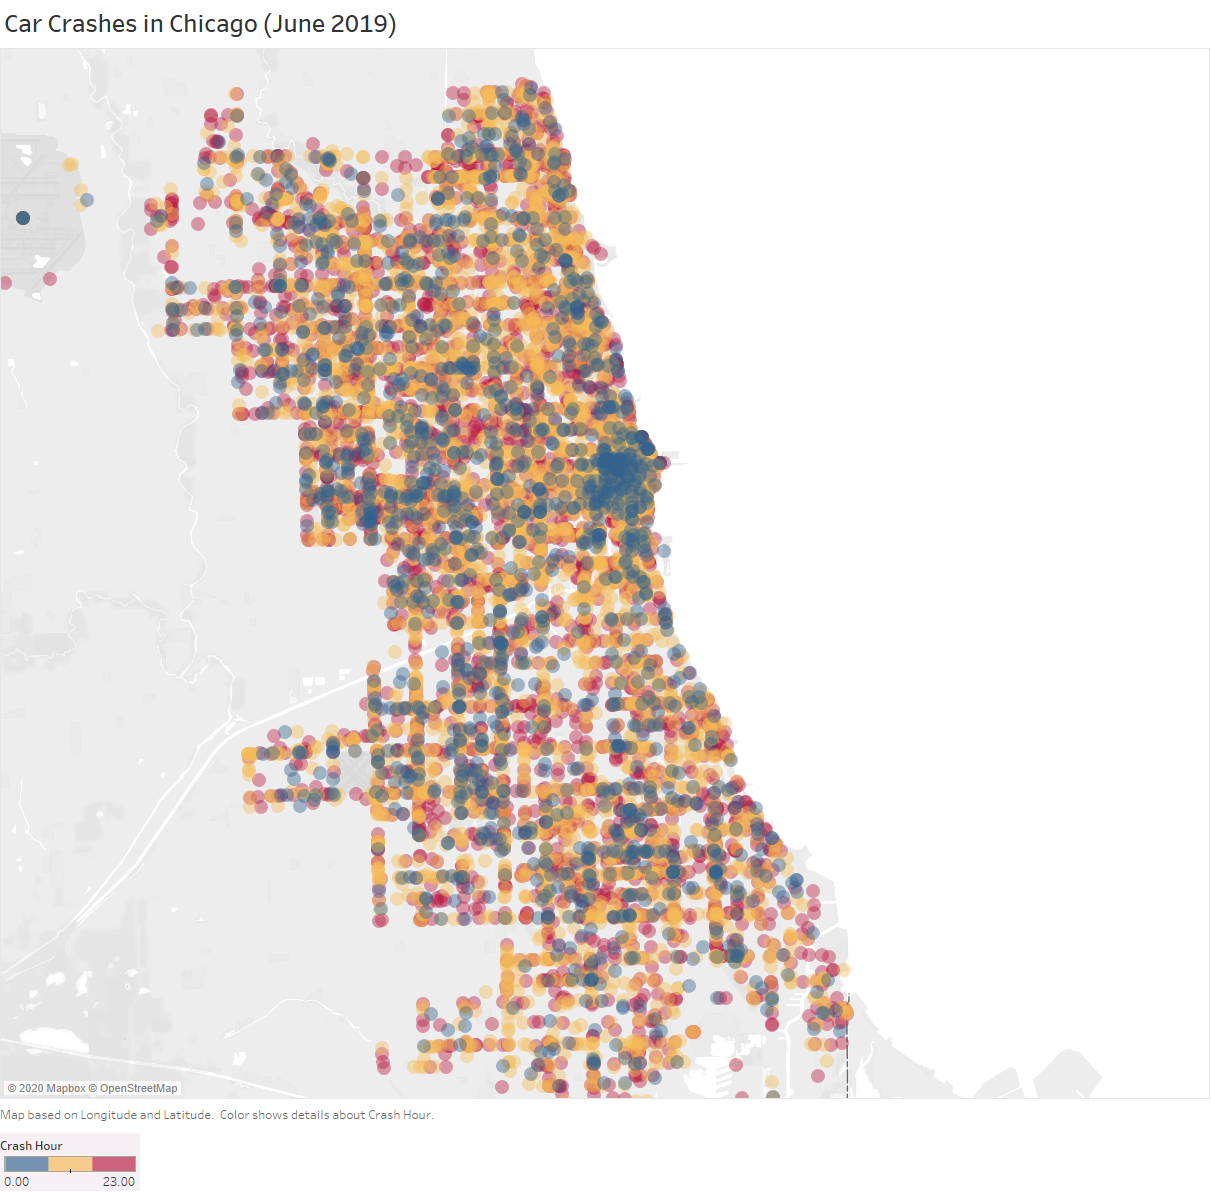 Car Crashes in Chicago (June 2019)
© 2020 Mapbox © OpenStreetMap
Map based on Longitude and Latitude. Color shows details about Crash Hour.
Crash Hour
0.00 23.00